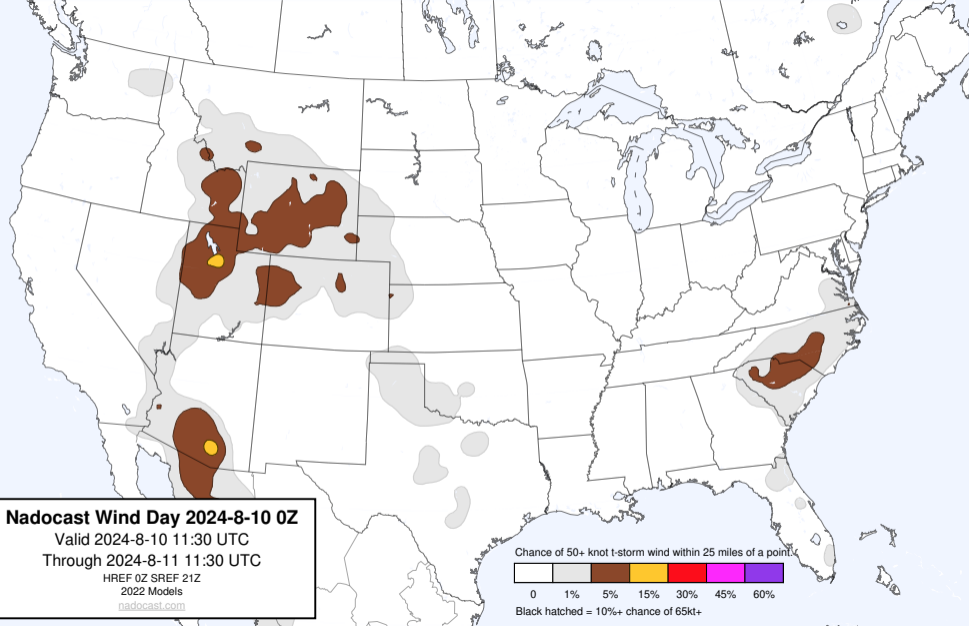 Nadocast Wind Day 2024-8-10 0Z
Valid 2024-8-10 11:30 UTC
Through 2024-8-11 11:30 UTC
HREF 0Z SREF 21Z
2022 Models
nadocast.com
Chance of 50+ knot t-storm wind within 25 miles of a point.
0 1% 5% 15% 30% 45% 60%
Black hatched = 10%+ chance of 65kt+